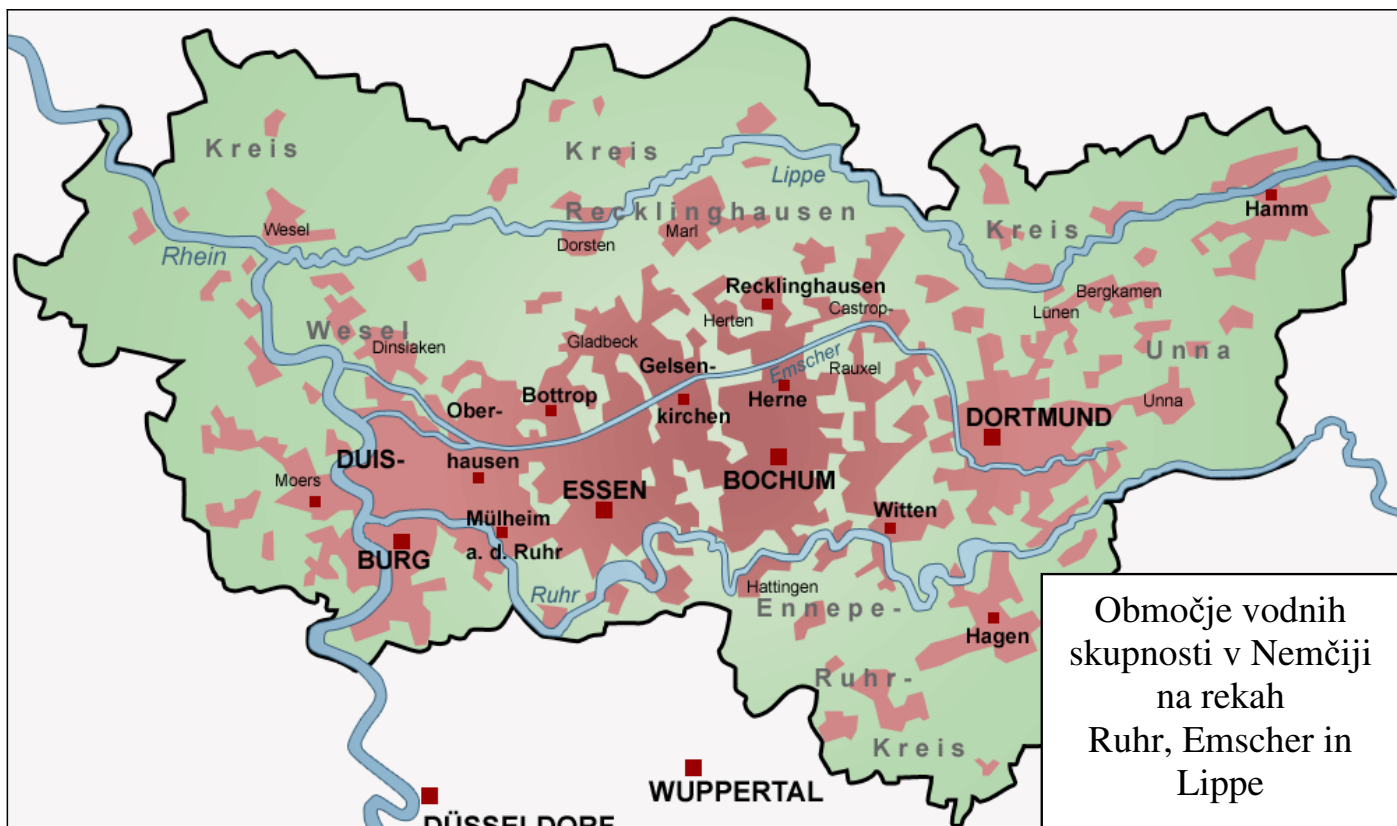 Kreis
Kreis
Lippe
Recklinghausen
Hamm
Wesel
Dorsten
Marl
Kreis
Rhein
Recklinghausen
Bergkamen
Herten
Castrop-
Lünen
Wesel
Dinslaken
Gladbeck
Unna
Gelsen-
Emscher
Rauxel
Bottrop
Herne
Unna
Ober-
kirchen
DORTMUND
DUIS-
hausen
Moers
ESSEN
BOCHUM
Mülheim
Witten
BURG
a. d. Ruhr
Hattingen
Ruhr
Ennepe-
Hagen
Ruhr-
Kreis
WUPPERTAL
DÜSSELDORF
Območje vodnih
skupnosti v Nemčiji
na rekah
Ruhr, Emscher in
Lippe